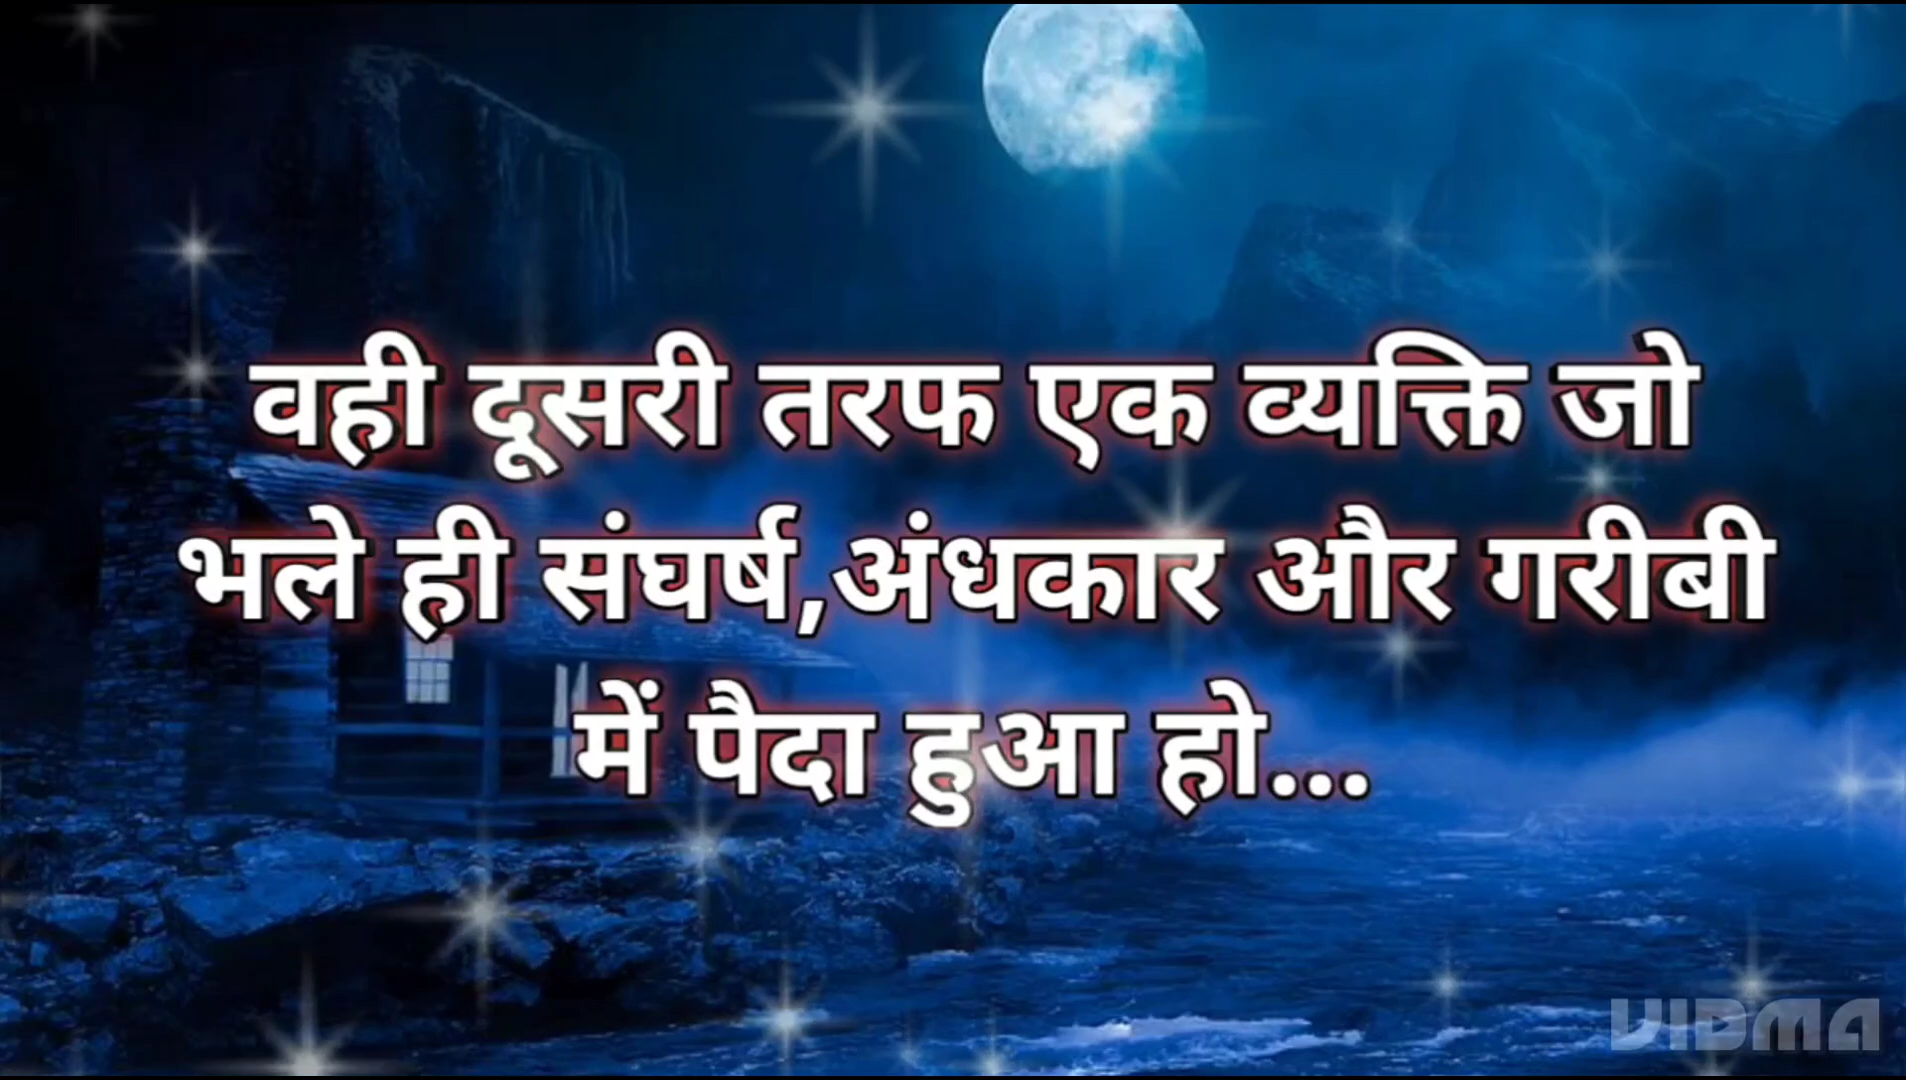 वही दूसरी तरफ एक व्यक्ति जो
भले ही संघर्ष,अंधकार और गरीबी
में पैदा हुआ हो...
VIDMA